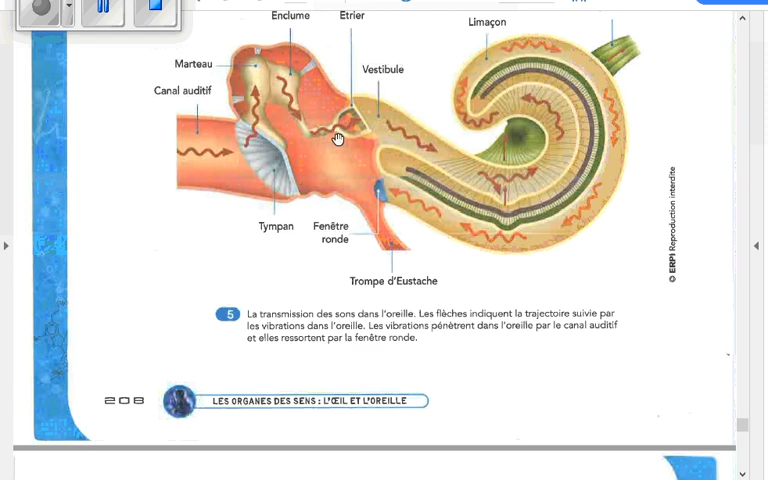 Enclume
Etrier
Limaçon
Marteau
Vestibule
Canal auditif
Tympan
Fenêtre
ronde
Trompe d'Eustache
© ERPI Reproduction interdite
5 La transmission des sons dans l'oreille. Les flèches indiquent la trajectoire suivie par
les vibrations dans l'oreille. Les vibrations pénètrent dans l'oreille par le canal auditif
et elles ressortent par la fenêtre ronde.
208 LES ORGANES DES SENS : L'ŒIL ET L'OREILLE